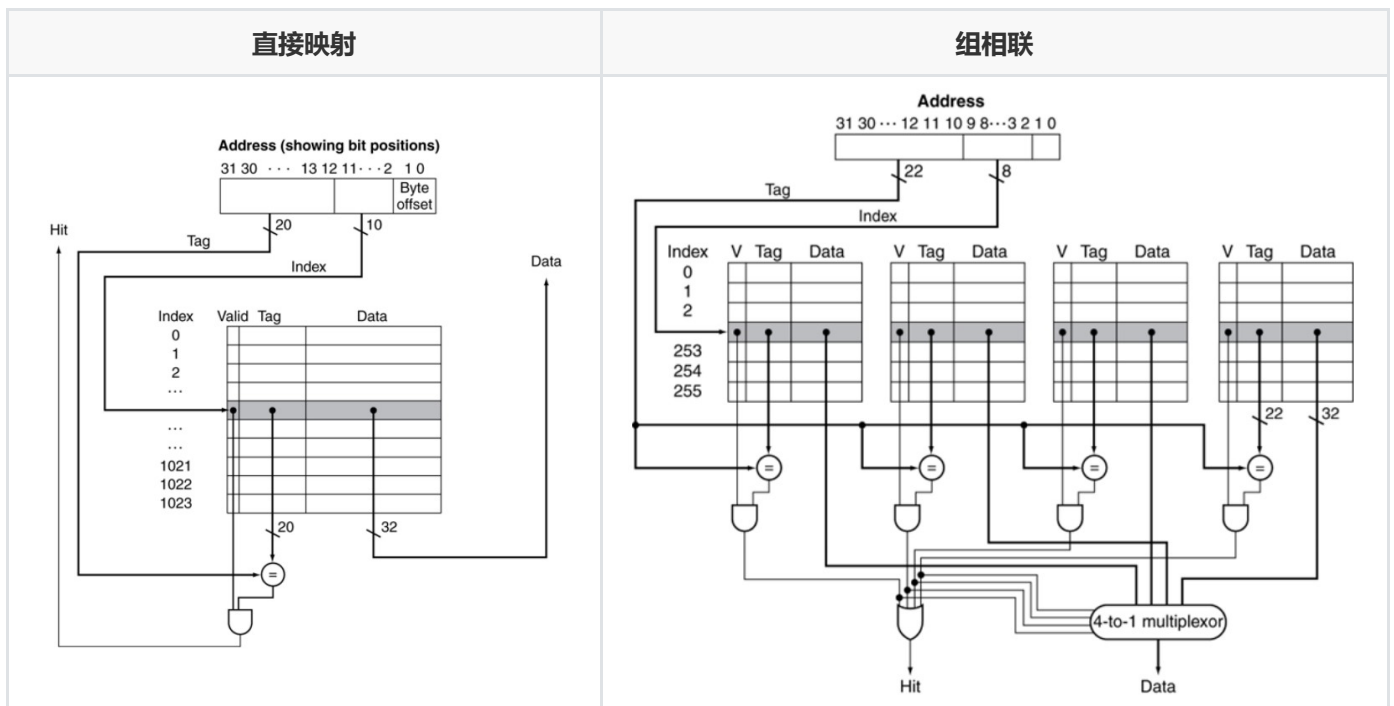 直接映射
组相联
Address (showing bit positions)
31 30 ··· 13 12 11···2 1 0
Byte
offset
20
10
Hit
Tag
Index
Data
Index Valid Tag Data
0
1
2
...
...
...
1021
1022
1023
20
32
=
Address
31 30 ··· 12 11 10 9 8···3 2 1 0
22
8
Tag
Index
Index V Tag Data V Tag Data V Tag Data V Tag Data
0
1
2
253
254
255
22
32
= = = =
4-to-1 multiplexor
Hit
Data